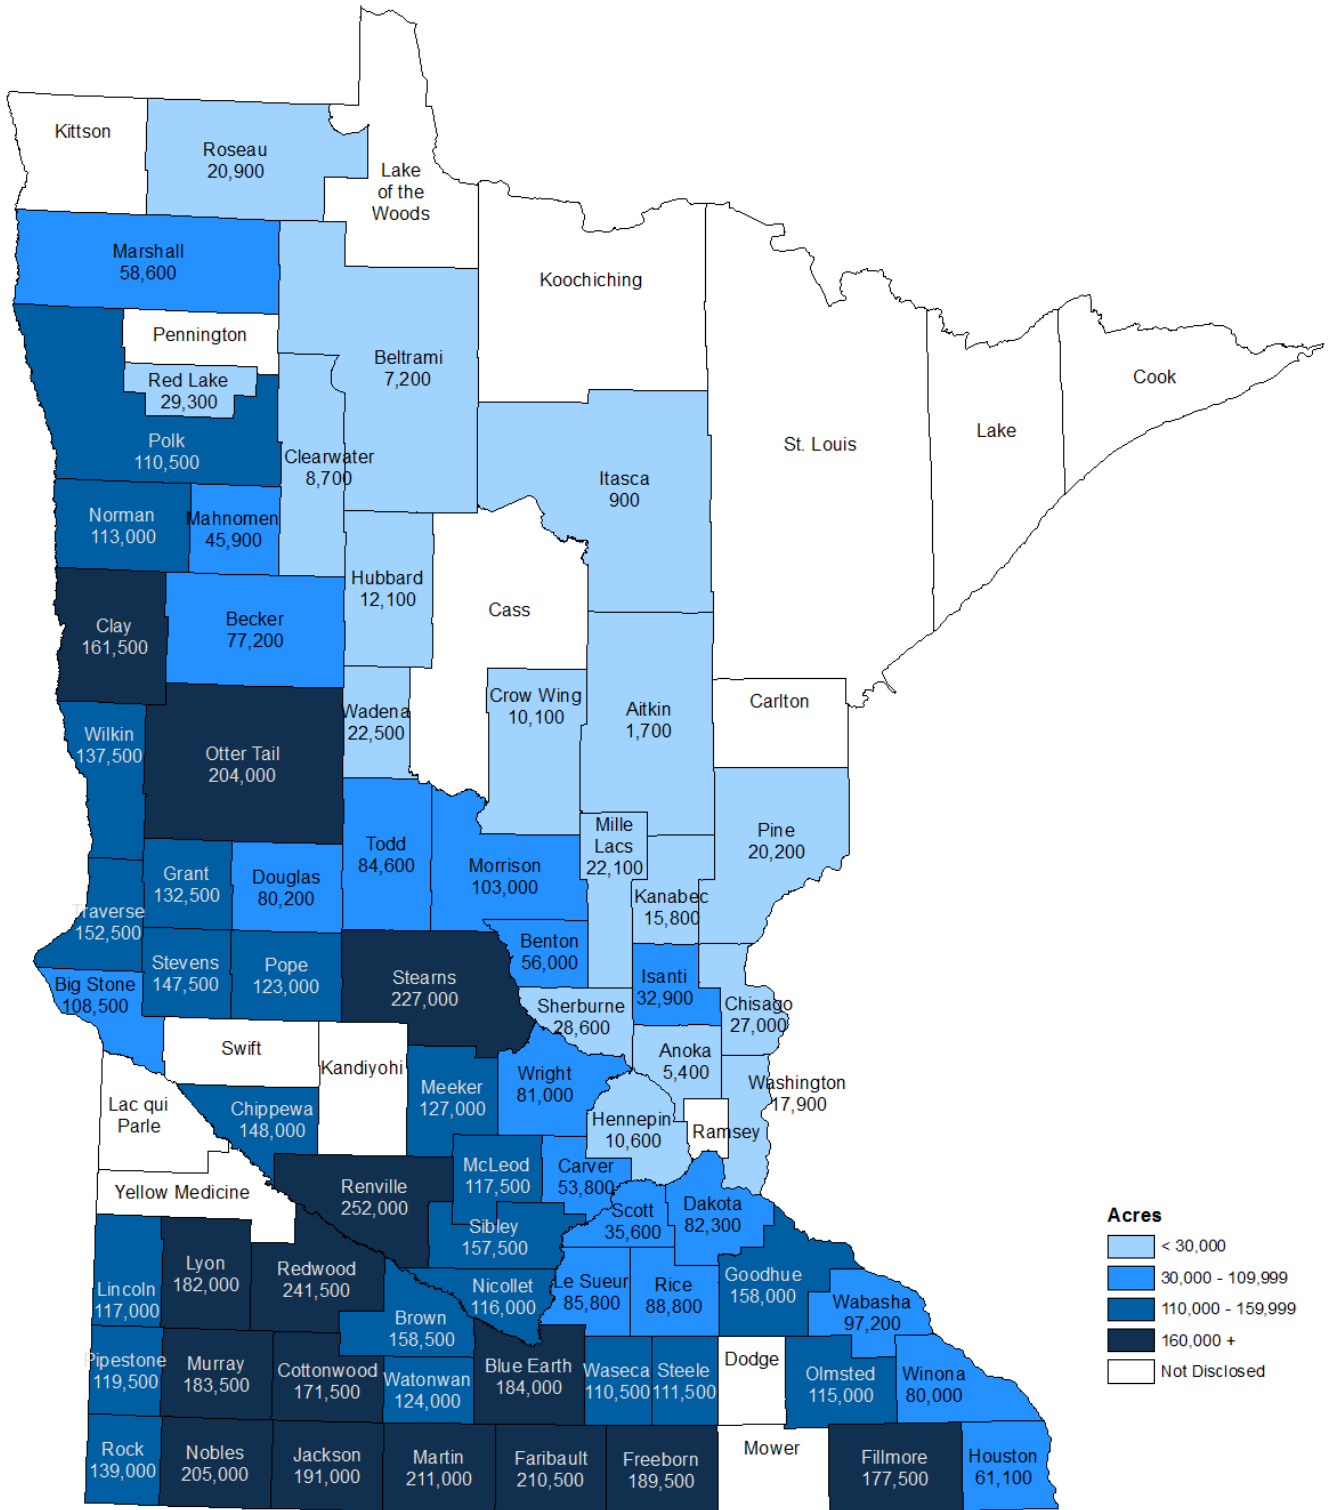 Kittson
Roseau
20,900
Lake
of the
Woods
Marshall
58,600
Koochiching
Pennington
Beltrami
7,200
Cook
Red Lake
29,300
Lake
St. Louis
Polk
110,500
Clearwater
8,700
Itasca
900
Norman
113,000
Mahnomen
45,900
Hubbard
12,100
Cass
Clay
161,500
Becker
77,200
Crow Wing
10,100
Carlton
Wadena
22,500
Aitkin
1,700
Wilkin
137,500
Otter Tail
204,000
Mille
Lacs
22,100
Pine
20,200
Todd
84,600
Morrison
103,000
Grant
132,500
Douglas
80,200
Kanabec
15,800
Traverse
152,500
Benton
56,000
Stevens
147,500
Pope
123,000
Stearns
227,000
Isanti
32,900
Big Stone
108,500
Sherburne
28,600
Chisago
27,000
Swift
Kandiyohi
Anoka
5,400
Wright
81,000
Meeker
127,000
Washington
17,900
Lac qui
Parle
Chippewa
148,000
Hennepin
10,600
Ramsey
McLeod
117,500
Carver
53,800
Yellow Medicine
Renville
252,000
Scott
35,600
Dakota
82,300
Sibley
157,500
Lyon
182,000
Redwood
241,500
Lincoln
117,000
Nicollet
116,000
Le Sueur
85,800
Rice
88,800
Goodhue
158,000
Wabasha
97,200
Brown
158,500
Pipestone
119,500
Murray
183,500
Cottonwood
171,500
Watonwan
124,000
Blue Earth
184,000
Waseca
110,500
Steele
111,500
Dodge
Olmsted
115,000
Winona
80,000
Rock
139,000
Nobles
205,000
Jackson
191,000
Martin
211,000
Faribault
210,500
Freeborn
189,500
Mower
Fillmore
177,500
Houston
61,100
Acres
< 30,000
30,000 - 109,999
110,000 - 159,999
160,000 +
Not Disclosed